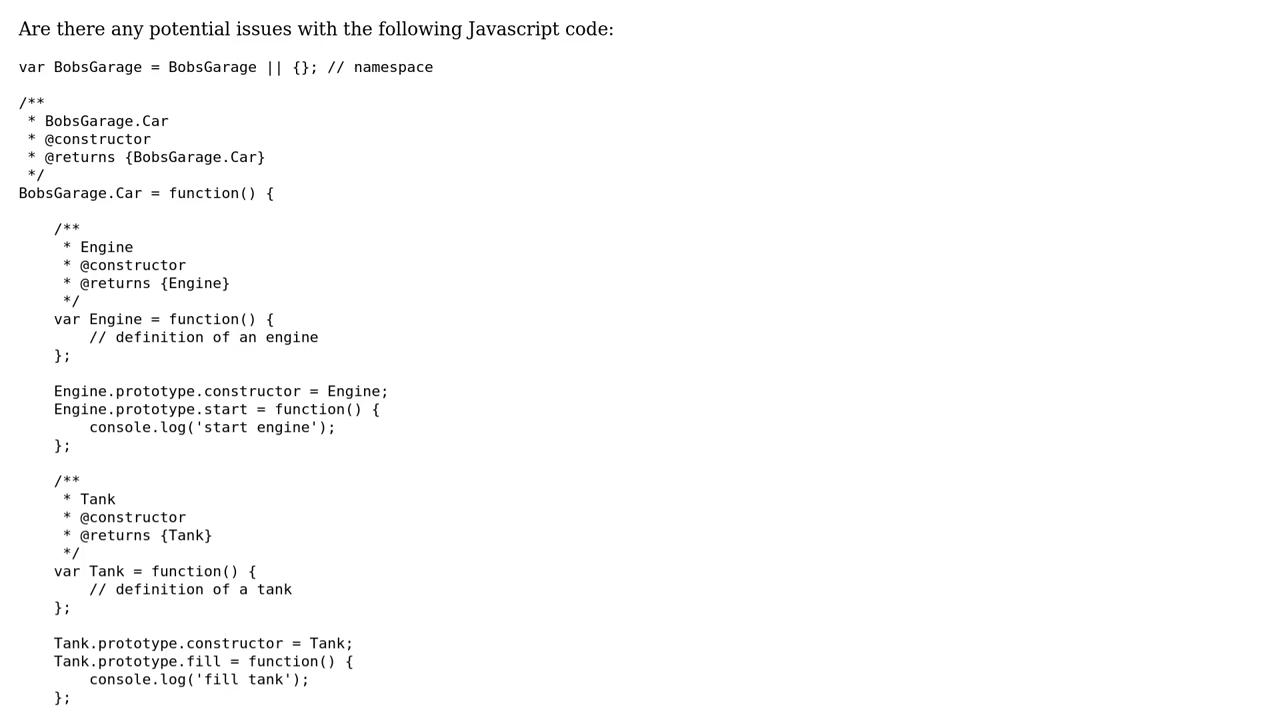 Are there any potential issues with the following Javascript code:
var BobsGarage = BobsGarage || {}; // namespace
/**
 * BobsGarage.Car
 * @constructor
 * @returns {BobsGarage.Car}
 */
BobsGarage.Car = function() {
    /**
     * Engine
     * @constructor
     * @returns {Engine}
     */
    var Engine = function() {
        // definition of an engine
    };
    Engine.prototype.constructor = Engine;
    Engine.prototype.start = function() {
        console.log('start engine');
    };
    /**
     * Tank
     * @constructor
     * @returns {Tank}
     */
    var Tank = function() {
        // definition of a tank
    };
    Tank.prototype.constructor = Tank;
    Tank.prototype.fill = function() {
        console.log('fill tank');
    };